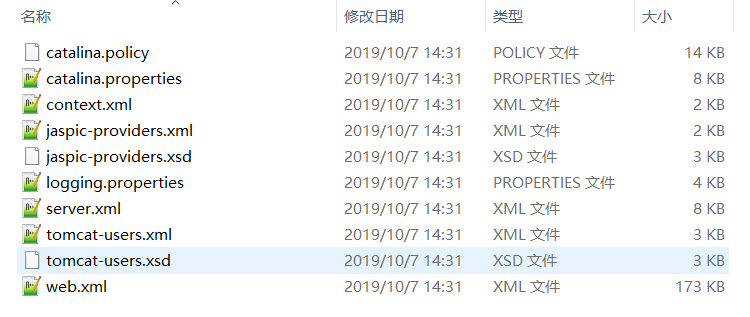 名称 修改日期 类型 大小
catalina.policy 2019/10/7 14:31 POLICY 文件 14 KB
catalina.properties 2019/10/7 14:31 PROPERTIES 文件 8 KB
context.xml 2019/10/7 14:31 XML 文件 2 KB
jaspic-providers.xml 2019/10/7 14:31 XML 文件 2 KB
jaspic-providers.xsd 2019/10/7 14:31 XSD 文件 3 KB
logging.properties 2019/10/7 14:31 PROPERTIES 文件 4 KB
server.xml 2019/10/7 14:31 XML 文件 8 KB
tomcat-users.xml 2019/10/7 14:31 XML 文件 3 KB
tomcat-users.xsd 2019/10/7 14:31 XSD 文件 3 KB
web.xml 2019/10/7 14:31 XML 文件 173 KB